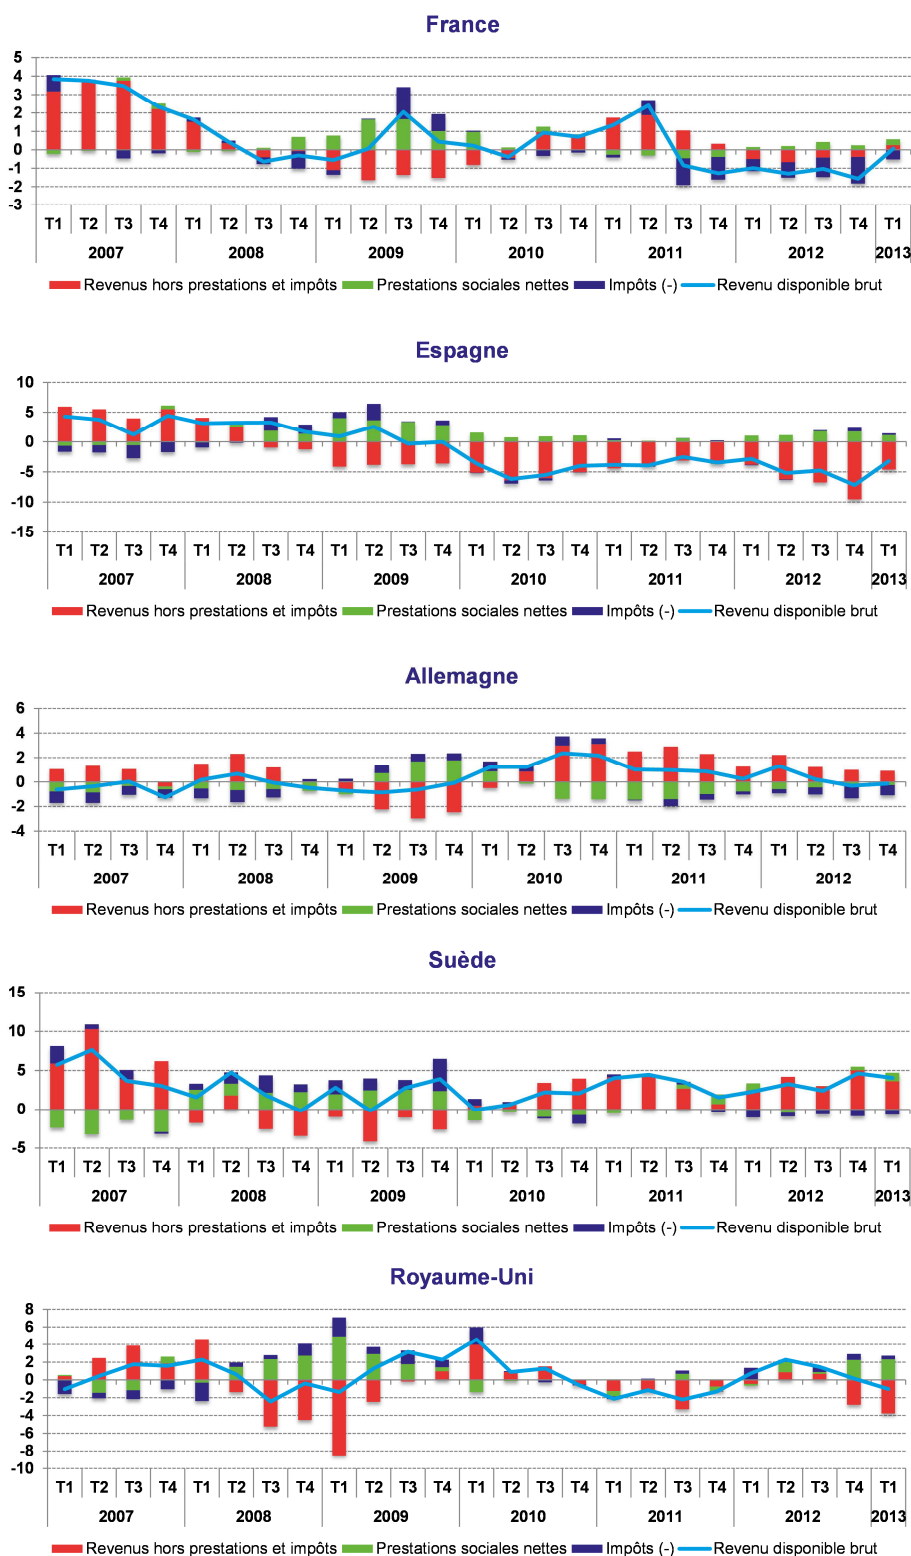 France
5
4
3
2
1
0
-1
-2
-3
T1 T2 T3 T4 T1 T2 T3 T4 T1 T2 T3 T4 T1 T2 T3 T4 T1 T2 T3 T4 T1 T2 T3 T4 T1
2007 2008 2009 2010 2011 2012 2013
Revenus hors prestations et impôts Prestations sociales nettes Impôts (-) Revenu disponible brut
Espagne
10
5
0
-5
-10
-15
T1 T2 T3 T4 T1 T2 T3 T4 T1 T2 T3 T4 T1 T2 T3 T4 T1 T2 T3 T4 T1 T2 T3 T4 T1
2007 2008 2009 2010 2011 2012 2013
Revenus hors prestations et impôts Prestations sociales nettes Impôts (-) Revenu disponible brut
Allemagne
6
4
2
0
-2
-4
T1 T2 T3 T4 T1 T2 T3 T4 T1 T2 T3 T4 T1 T2 T3 T4 T1 T2 T3 T4 T1 T2 T3 T4
2007 2008 2009 2010 2011 2012
Revenus hors prestations et impôts Prestations sociales nettes Impôts (-) Revenu disponible brut
Suède
15
10
5
0
-5
T1 T2 T3 T4 T1 T2 T3 T4 T1 T2 T3 T4 T1 T2 T3 T4 T1 T2 T3 T4 T1 T2 T3 T4 T1
2007 2008 2009 2010 2011 2012 2013
Revenus hors prestations et impôts Prestations sociales nettes Impôts (-) Revenu disponible brut
Royaume-Uni
8
6
4
2
0
-2
-4
-6
-8
-10
T1 T2 T3 T4 T1 T2 T3 T4 T1 T2 T3 T4 T1 T2 T3 T4 T1 T2 T3 T4 T1 T2 T3 T4 T1
2007 2008 2009 2010 2011 2012 2013
Revenus hors prestations et impôts Prestations sociales nettes Impôts (-) Revenu disponible brut